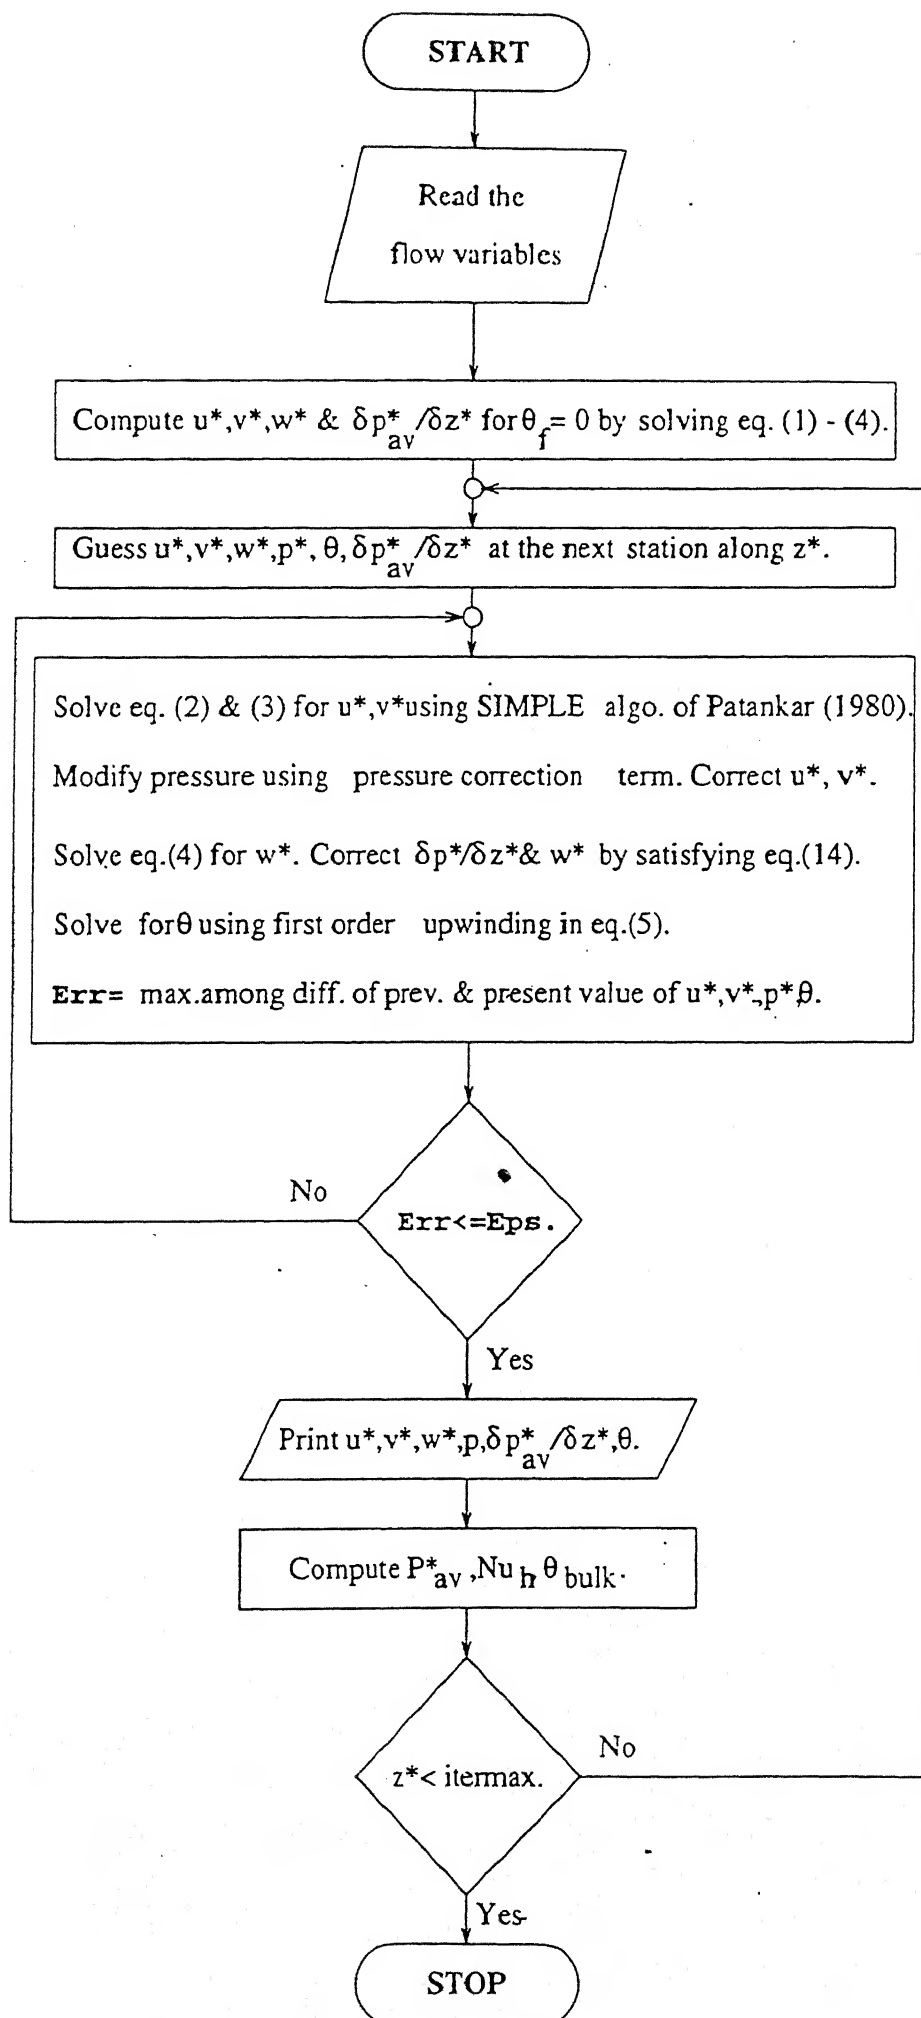 START
Read the
flow variables
Compute u*,v*,w* & δp*av/δz* for θf= 0 by solving eq. (1) - (4).
Guess u*,v*,w*,p*, θ, δp*av/δz* at the next station along z*.
Solve eq. (2) & (3) for u*,v*using SIMPLE algo. of Patankar (1980).
Modify pressure using pressure correction term. Correct u*, v*.
Solve eq.(4) for w*. Correct δp*/δz*& w* by satisfying eq.(14).
Solve forθ using first order upwinding in eq.(5).
Err= max.among diff. of prev. & present value of u*,v*,p*,θ.
No
Err<=Eps.
Yes
Print u*,v*,w*,p,δp*av/δz*,θ.
Compute P*av ,Nu h θ bulk.
No
z*< itermax.
Yes
STOP